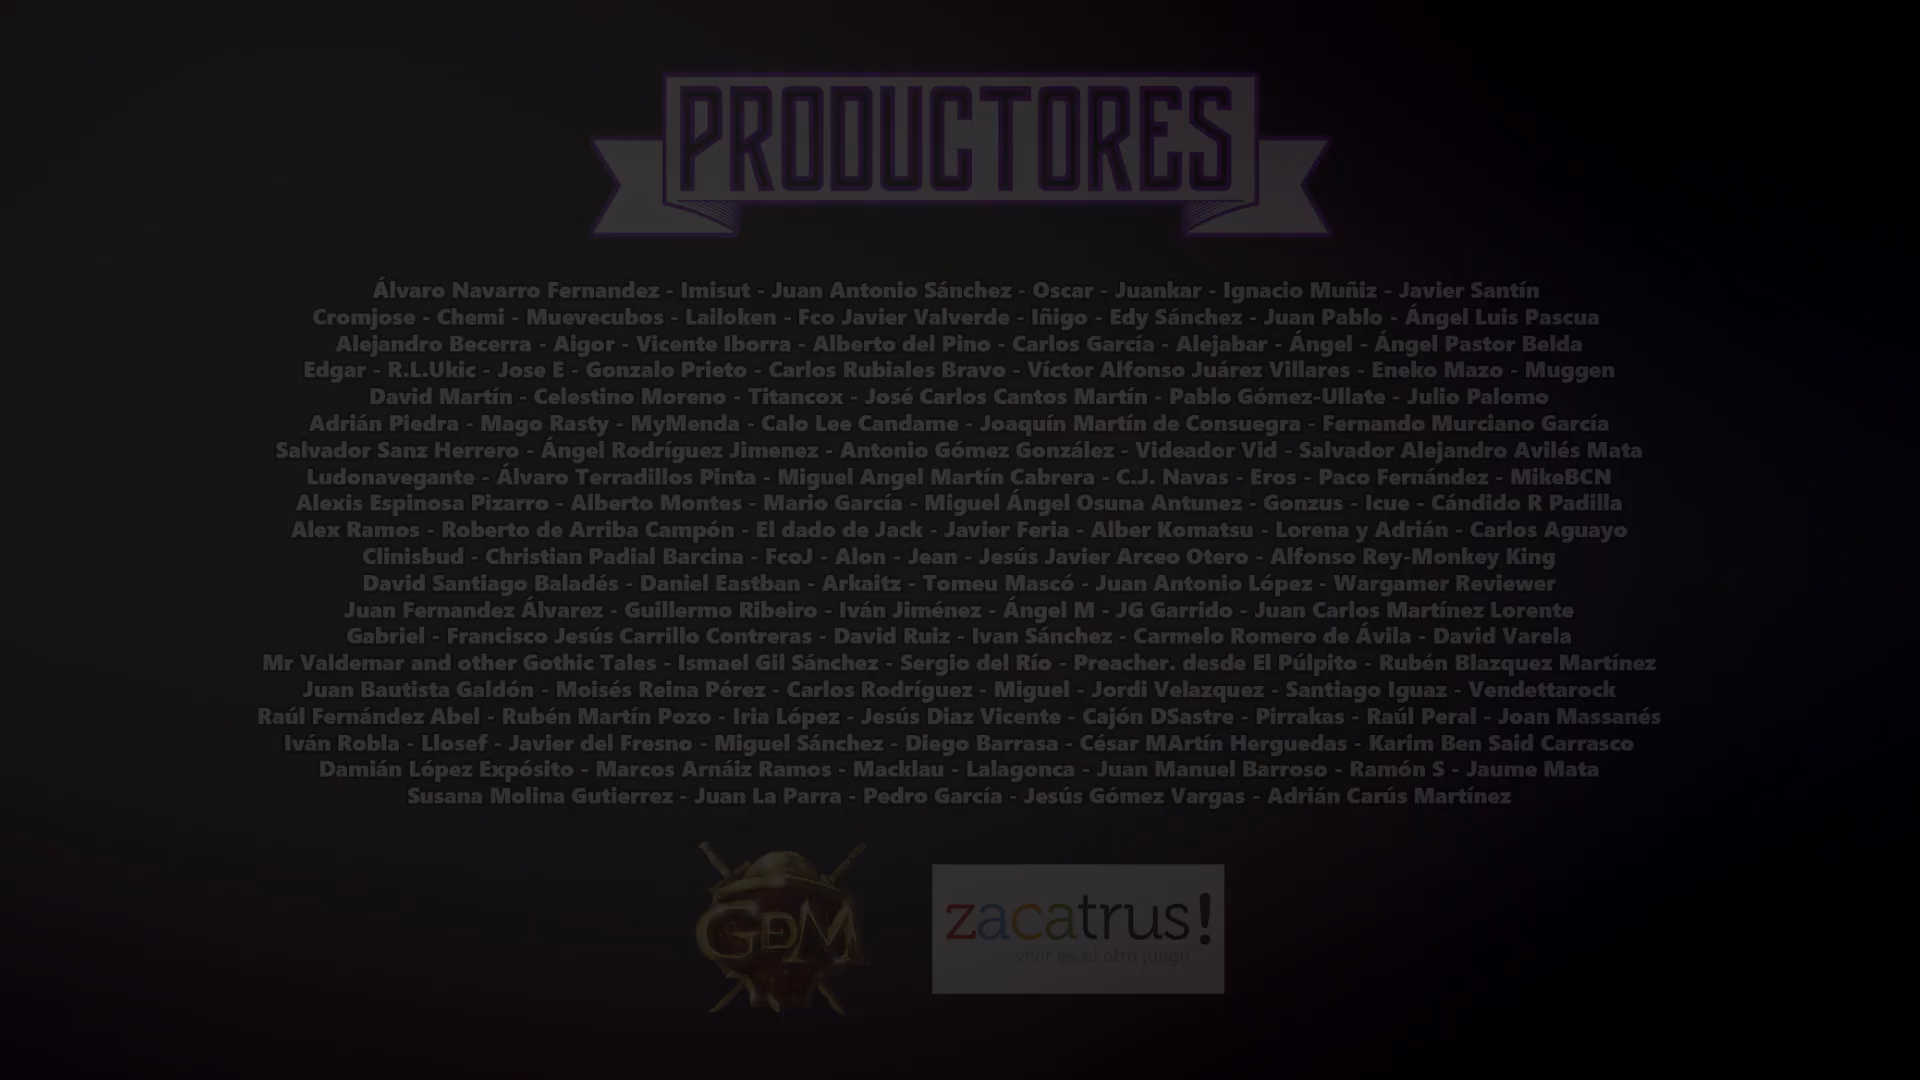 PRODUCTORES
Álvaro Navarro Fernandez - Imisut - Juan Antonio Sánchez - Oscar - Juankar - Ignacio Muñiz - Javier Santín
Cromjose - Chemi - Muevecubos - Lailoken - Fco Javier Valverde - Iñigo - Edy Sánchez - Juan Pablo - Ángel Luis Pascua
Alejandro Becerra - Aigor - Vicente Iborra - Alberto del Pino - Carlos García - Alejabar - Ángel - Ángel Pastor Belda
Edgar - R.L.Ukic - Jose E - Gonzalo Prieto - Carlos Rubiales Bravo - Víctor Alfonso Juárez Villares - Eneko Mazo - Muggen
David Martín - Celestino Moreno - Titancox - José Carlos Cantos Martín - Pablo Gómez-Ullate - Julio Palomo
Adrián Piedra - Mago Rasty - MyMenda - Calo Lee Candame - Joaquín Martín de Consuegra - Fernando Murciano García
Salvador Sanz Herrero - Ángel Rodríguez Jimenez - Antonio Gómez González - Videador Vid - Salvador Alejandro Avilés Mata
Ludonavegante - Álvaro Terradillos Pinta - Miguel Angel Martín Cabrera - C.J. Navas - Eros - Paco Fernández - MikeBCN
Alexis Espinosa Pizarro - Alberto Montes - Mario García - Miguel Ángel Osuna Antunez - Gonzus - Icue - Cándido R Padilla
Alex Ramos - Roberto de Arriba Campón - El dado de Jack - Javier Feria - Alber Komatsu - Lorena y Adrián - Carlos Aguayo
Clinisbud - Christian Padial Barcina - FcoJ - Alon - Jean - Jesús Javier Arceo Otero - Alfonso Rey-Monkey King
David Santiago Baladés - Daniel Eastban - Arkaitz - Tomeu Mascó - Juan Antonio López - Wargamer Reviewer
Juan Fernandez Álvarez - Guillermo Ribeiro - Iván Jiménez - Ángel M - JG Garrido - Juan Carlos Martínez Lorente
Gabriel - Francisco Jesús Carrillo Contreras - David Ruiz - Ivan Sánchez - Carmelo Romero de Ávila - David Varela
Mr Valdemar and other Gothic Tales - Ismael Gil Sánchez - Sergio del Río - Preacher. desde El Púlpito - Rubén Blazquez Martínez
Juan Bautista Galdón - Moisés Reina Pérez - Carlos Rodríguez - Miguel - Jordi Velazquez - Santiago Iguaz - Vendettarock
Raúl Fernández Abel - Rubén Martín Pozo - Iria López - Jesús Diaz Vicente - Cajón DSastre - Pirrakas - Raúl Peral - Joan Massanés
Iván Robla - Llosef - Javier del Fresno - Miguel Sánchez - Diego Barrasa - César MArtín Herguedas - Karim Ben Said Carrasco
Damián López Expósito - Marcos Arnáiz Ramos - Macklau - Lalagonca - Juan Manuel Barroso - Ramón S - Jaume Mata
Susana Molina Gutierrez - Juan La Parra - Pedro García - Jesús Gómez Vargas - Adrián Carús Martínez
GDM
zacatrus!
vivir es el otro juego